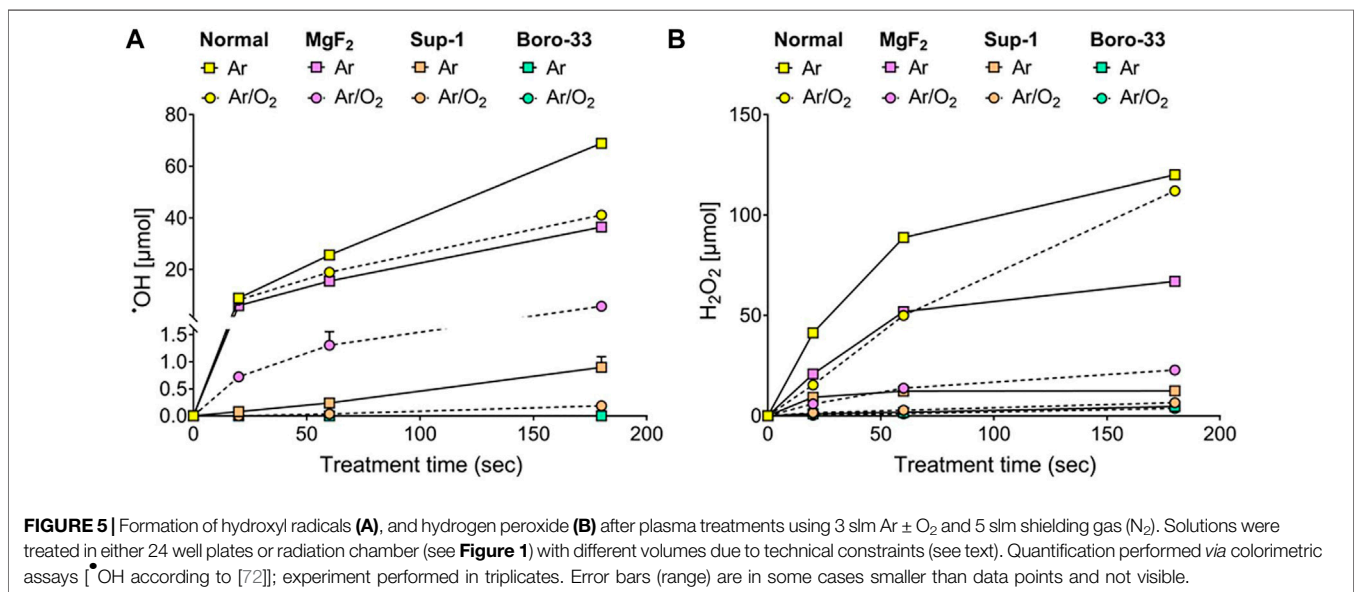 A
Normal MgF₂ Sup-1 Boro-33
Ar Ar Ar Ar
Ar/O₂ Ar/O₂ Ar/O₂ Ar/O₂
80
60
40
20
1.5
1.0
0.5
0.0
•OH [µmol]
0 50 100 150 200
Treatment time (sec)
B
Normal MgF₂ Sup-1 Boro-33
Ar Ar Ar Ar
Ar/O₂ Ar/O₂ Ar/O₂ Ar/O₂
150
100
50
0
H₂O₂ [µmol]
0 50 100 150 200
Treatment time (sec)
FIGURE 5 | Formation of hydroxyl radicals (A), and hydrogen peroxide (B) after plasma treatments using 3 slm Ar ± O₂ and 5 slm shielding gas (N₂). Solutions were
treated in either 24 well plates or radiation chamber (see Figure 1) with different volumes due to technical constraints (see text). Quantification performed via colorimetric
assays [•OH according to [72]]; experiment performed in triplicates. Error bars (range) are in some cases smaller than data points and not visible.